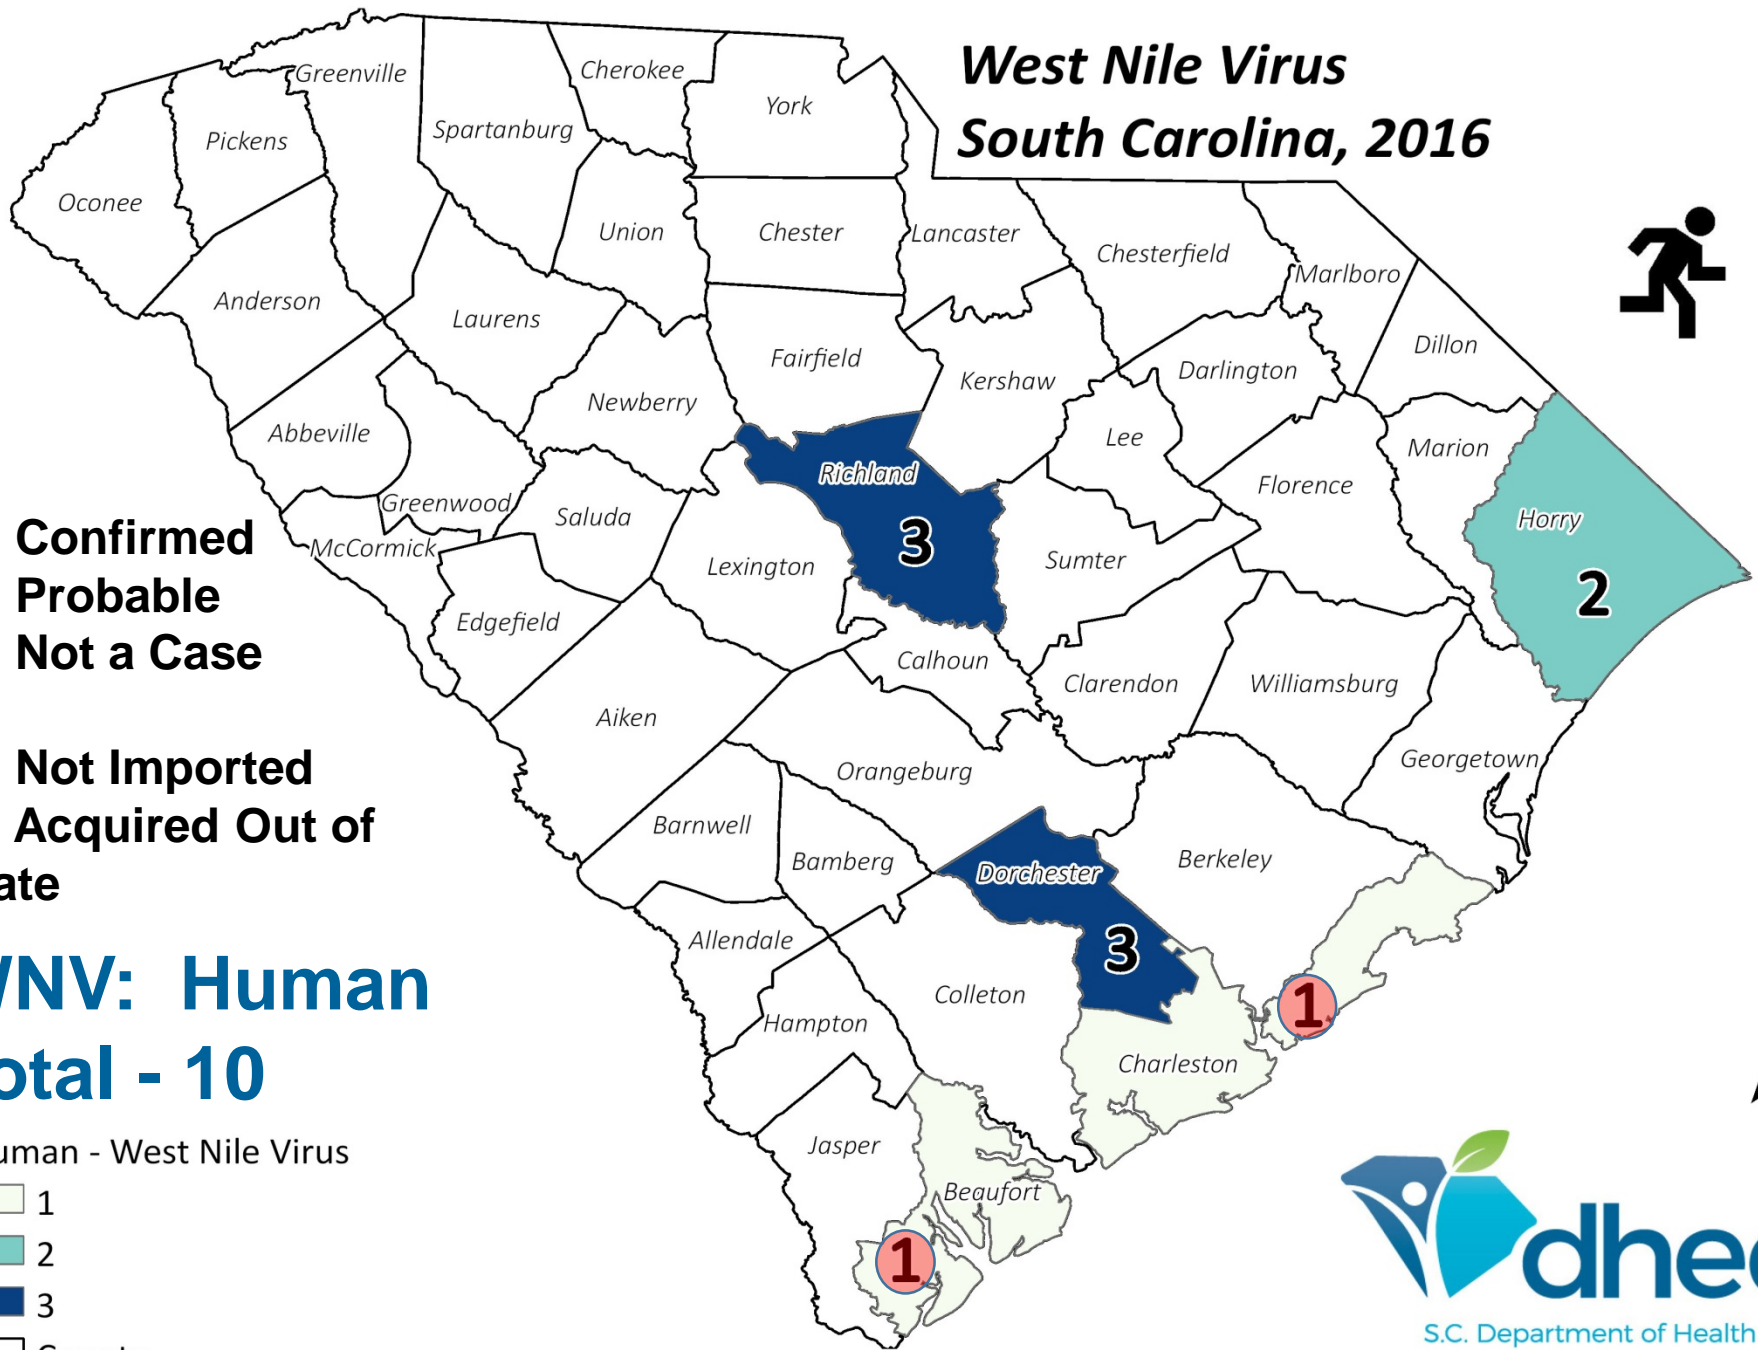 West Nile Virus
South Carolina, 2016
Greenville
Cherokee
York
Spartanburg
Pickens
Oconee
Union
Chester
Lancaster
Chesterfield
Marlboro
Anderson
Laurens
Fairfield
Kershaw
Darlington
Dillon
Newberry
Abbeville
Lee
Marion
Richland
3
Greenwood
Saluda
Florence
Horry
2
McCormick
Lexington
Sumter
Edgefield
Calhoun
Clarendon
Williamsburg
Aiken
Orangeburg
Georgetown
Barnwell
Bamberg
Dorchester
3
Berkeley
Allendale
Colleton
Hampton
1
Charleston
Jasper
Beaufort
1
Confirmed
Probable
Not a Case
Not Imported
Acquired Out of
ate
WNV: Human
otal - 10
uman - West Nile Virus
1
2
3
dhec
S.C. Department of Health